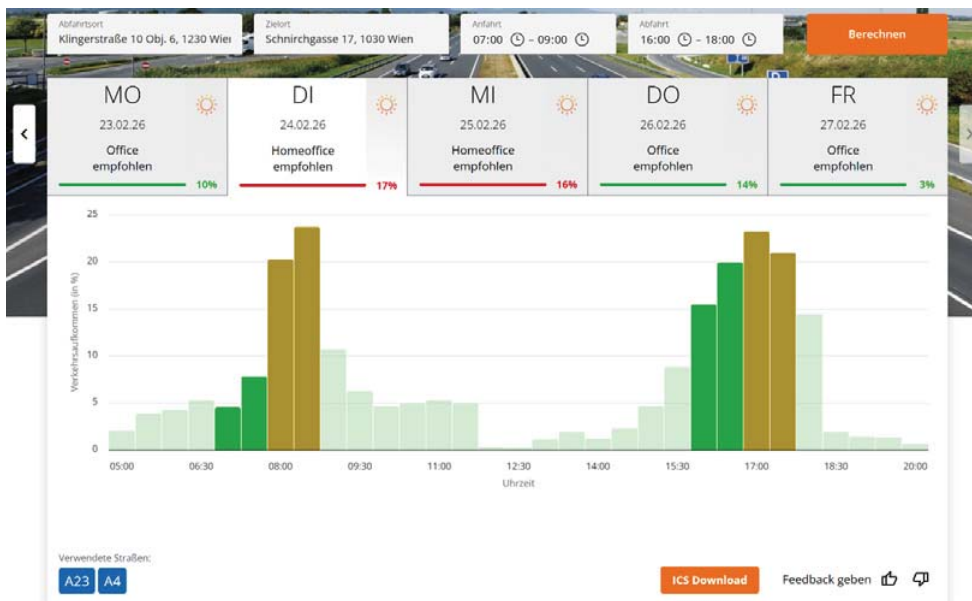 Abfahrtsort
Klingerstraße 10 Obj. 6, 1230 Wier
Zielort
Schnirchgasse 17, 1030 Wien
Anfahrt
07:00 – 09:00
Abfahrt
16:00 – 18:00
Berechnen
MO
23.02.26
Office
empfohlen
10%
DI
24.02.26
Homeoffice
empfohlen
17%
MI
25.02.26
Homeoffice
empfohlen
16%
DO
26.02.26
Office
empfohlen
14%
FR
27.02.26
Office
empfohlen
3%
Verkehrsaufkommen (in %)
25
20
15
10
5
0
05:00 06:30 08:00 09:30 11:00 12:30 14:00 15:30 17:00 18:30 20:00
Uhrzeit
Verwendete Straßen:
A23 A4
ICS Download
Feedback geben